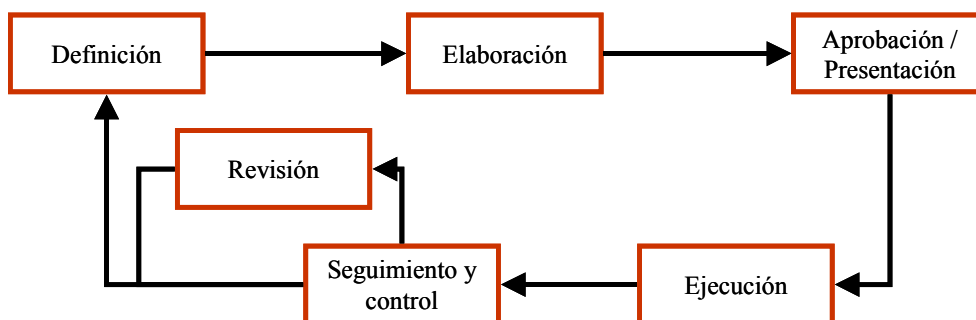 Definición
Elaboración
Aprobación /
Presentación
Revisión
Seguimiento y
control
Ejecución